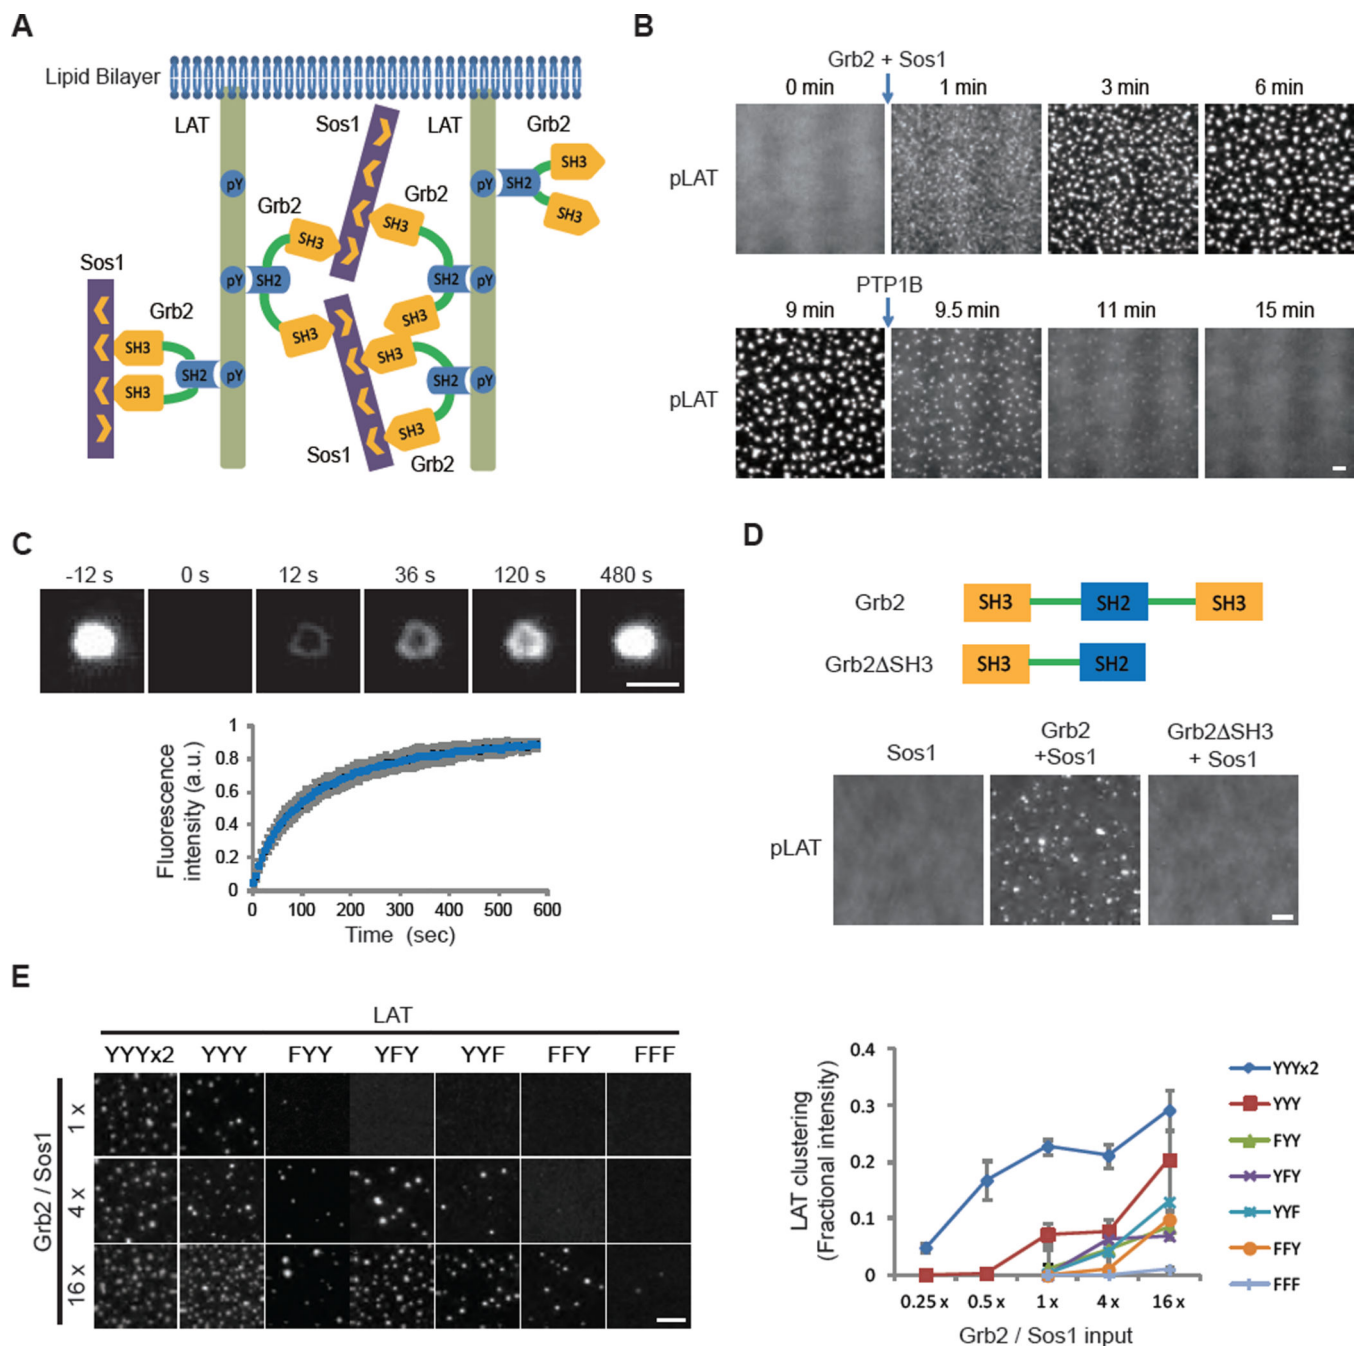 A
Lipid Bilayer
LAT
Sos1
LAT
Grb2
pY
pY
SH2
SH3
SH3
Grb2
Grb2
SH3
SH3
Sos1
pY
SH2
SH2
pY
Grb2
SH3
SH3
SH3
SH3
SH3
SH2
pY
SH2
pY
SH3
Sos1
Grb2
B
Grb2 + Sos1
0 min
1 min
3 min
6 min
pLAT
PTP1B
9 min
9.5 min
11 min
15 min
pLAT
C
-12 s
0 s
12 s
36 s
120 s
480 s
Fluorescence
intensity (a. u.)
1
0.8
0.6
0.4
0.2
0
0
100
200
300
400
500
600
Time (sec)
D
Grb2
SH3
SH2
SH3
Grb2ΔSH3
SH3
SH2
Sos1
Grb2
+Sos1
Grb2ΔSH3
+ Sos1
pLAT
E
LAT
YYYx2
YYY
FYY
YFY
YYF
FFY
FFF
Grb2 / Sos1
1 x
4 x
16 x
LAT clustering
(Fractional intensity)
0.4
0.3
0.2
0.1
0
0.25 x
0.5 x
1 x
4 x
16 x
Grb2 / Sos1 input
YYYx2
YYY
FYY
YFY
YYF
FFY
FFF